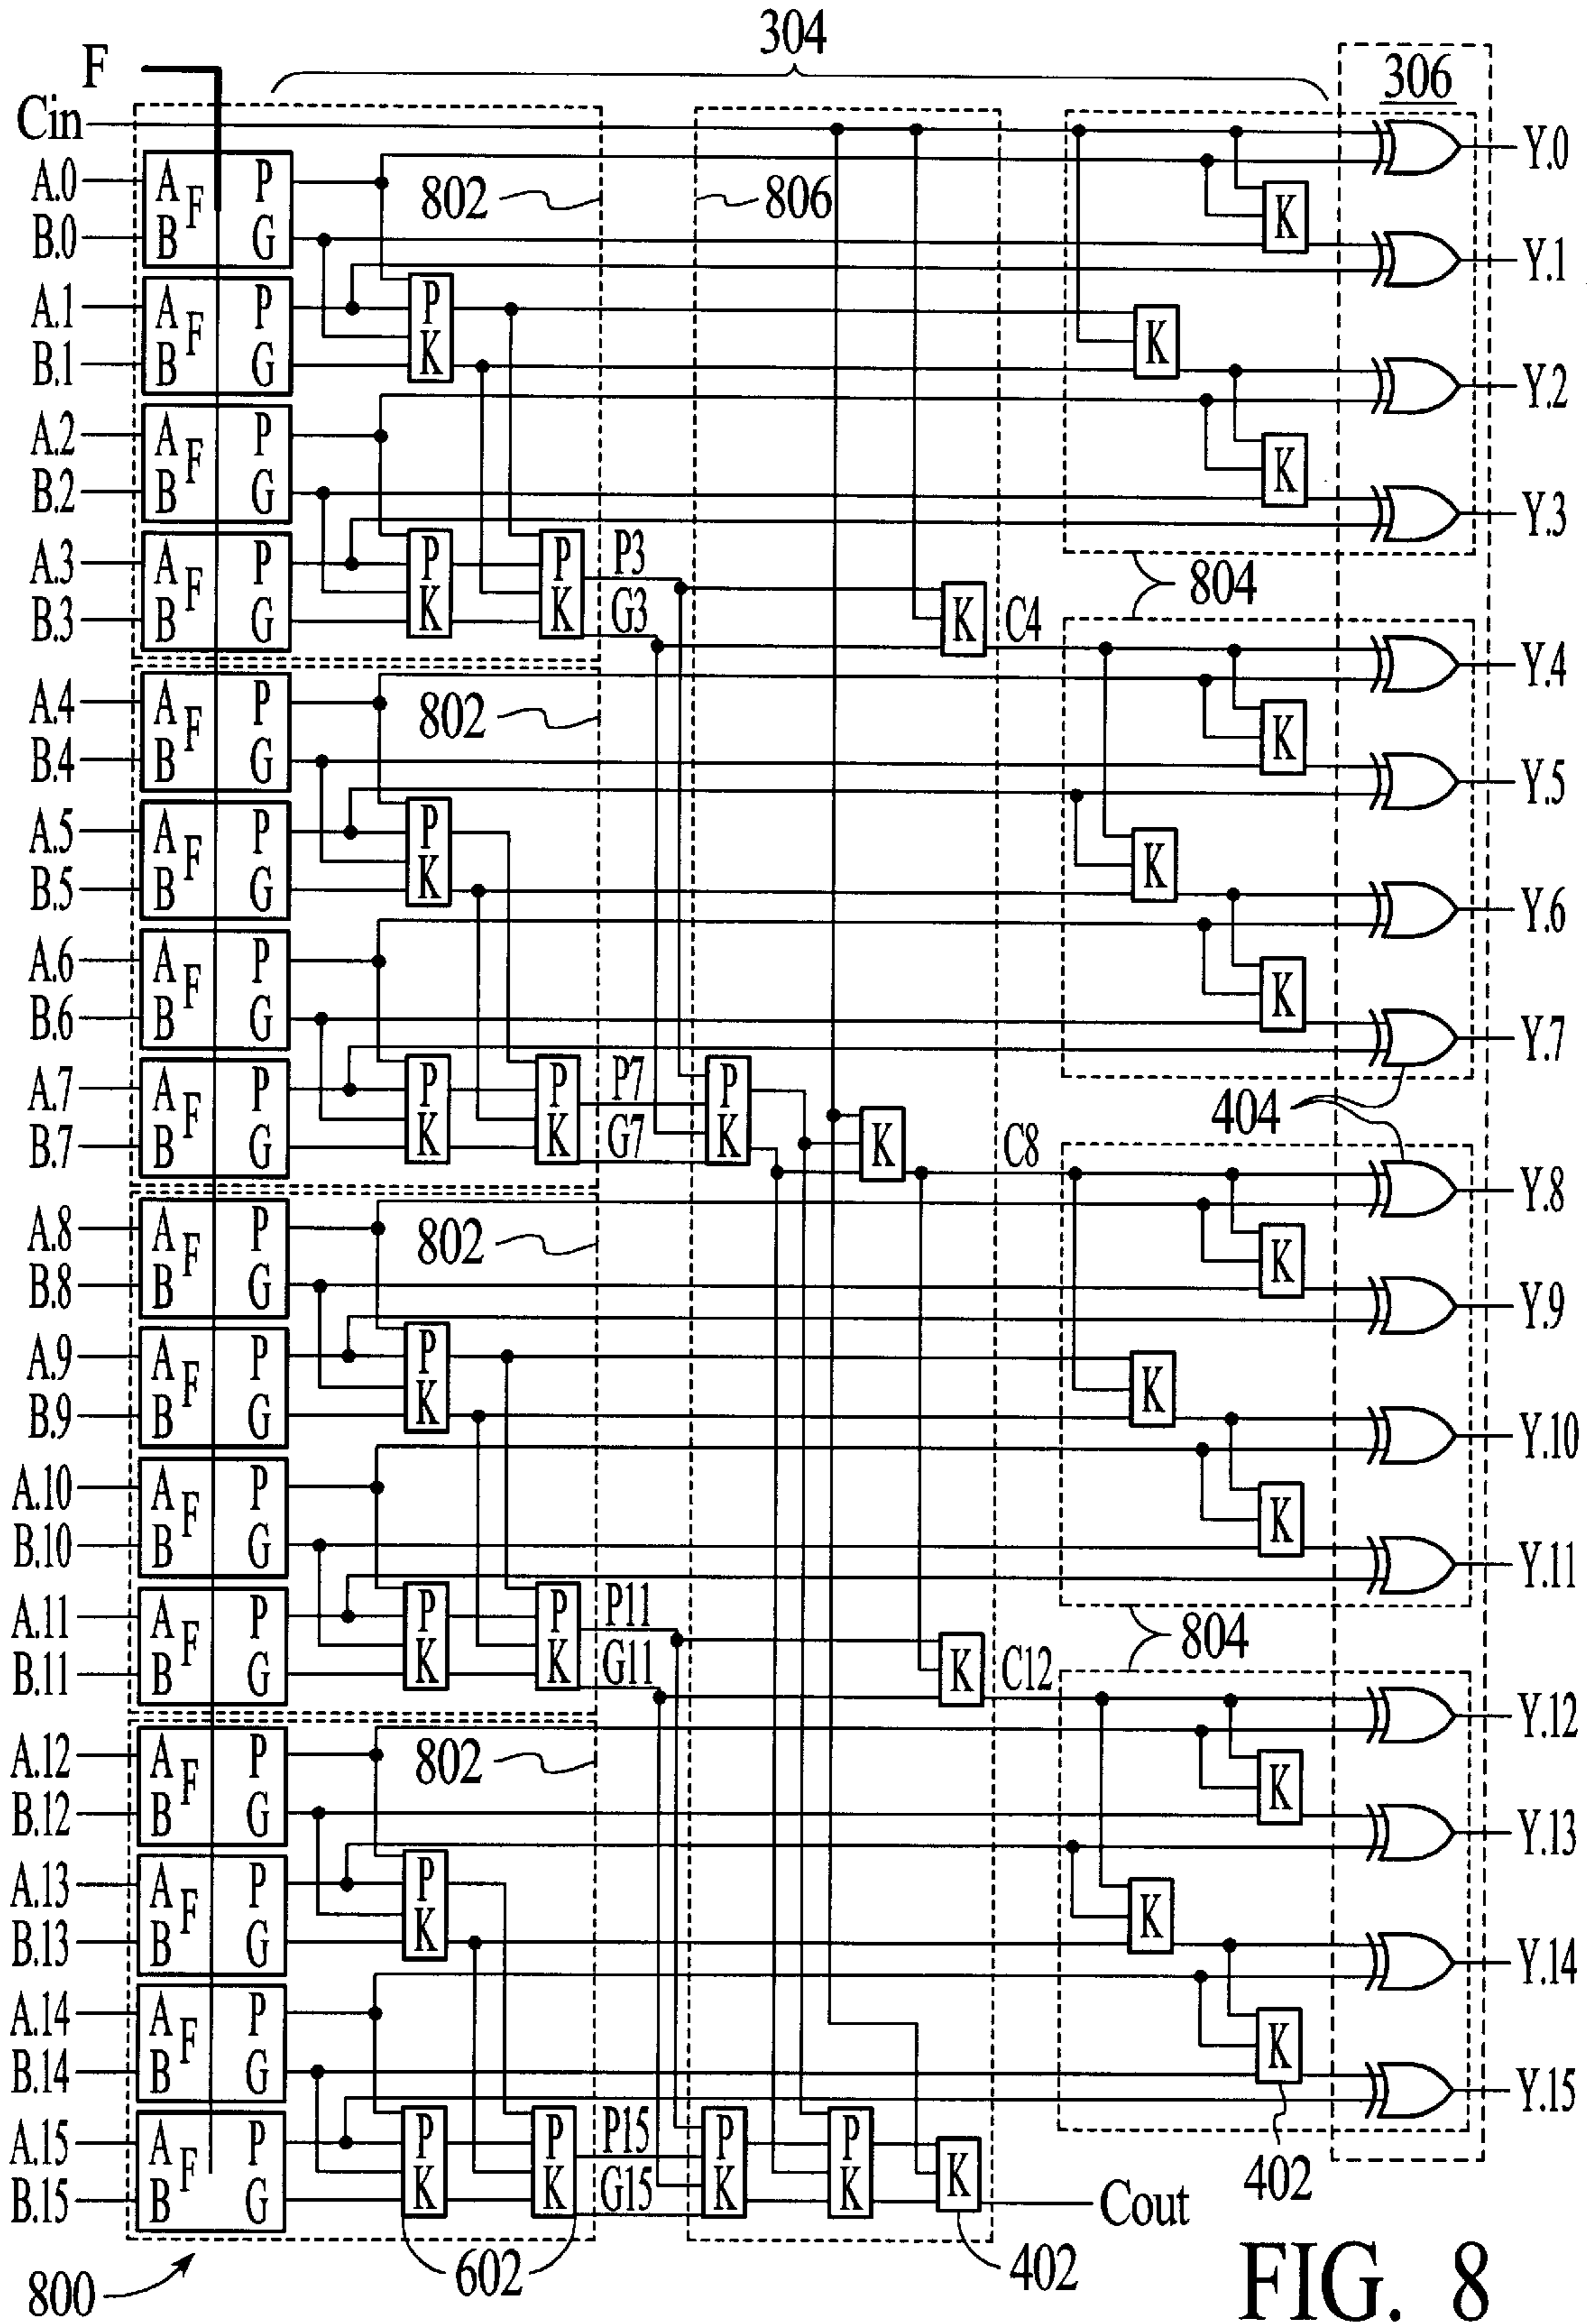 304
306
F
Cin
A.0 A F P 802 806 Y.0
B.0 B G K Y.1
A.1 A F P P
B.1 B G K K Y.2
A.2 A F P
B.2 B G K Y.3
A.3 A F P P P P3 804
B.3 B G K K G3 K C4
A.4 A F P 802 Y.4
B.4 B G K Y.5
A.5 A F P P
B.5 B G K K Y.6
A.6 A F P
B.6 B G K Y.7
A.7 A F P P P P7 P 404
B.7 B G K K G7 K K C8
A.8 A F P 802 Y.8
B.8 B G K Y.9
A.9 A F P P
B.9 B G K K Y.10
A.10 A F P
B.10 B G K Y.11
A.11 A F P P P P11 804
B.11 B G K K G11 K C12
A.12 A F P 802 Y.12
B.12 B G K Y.13
A.13 A F P P
B.13 B G K K Y.14
A.14 A F P
B.14 B G K Y.15
A.15 A F P P P P15 P P 402
B.15 B G K K G15 K K K Cout
800 602 402
FIG. 8